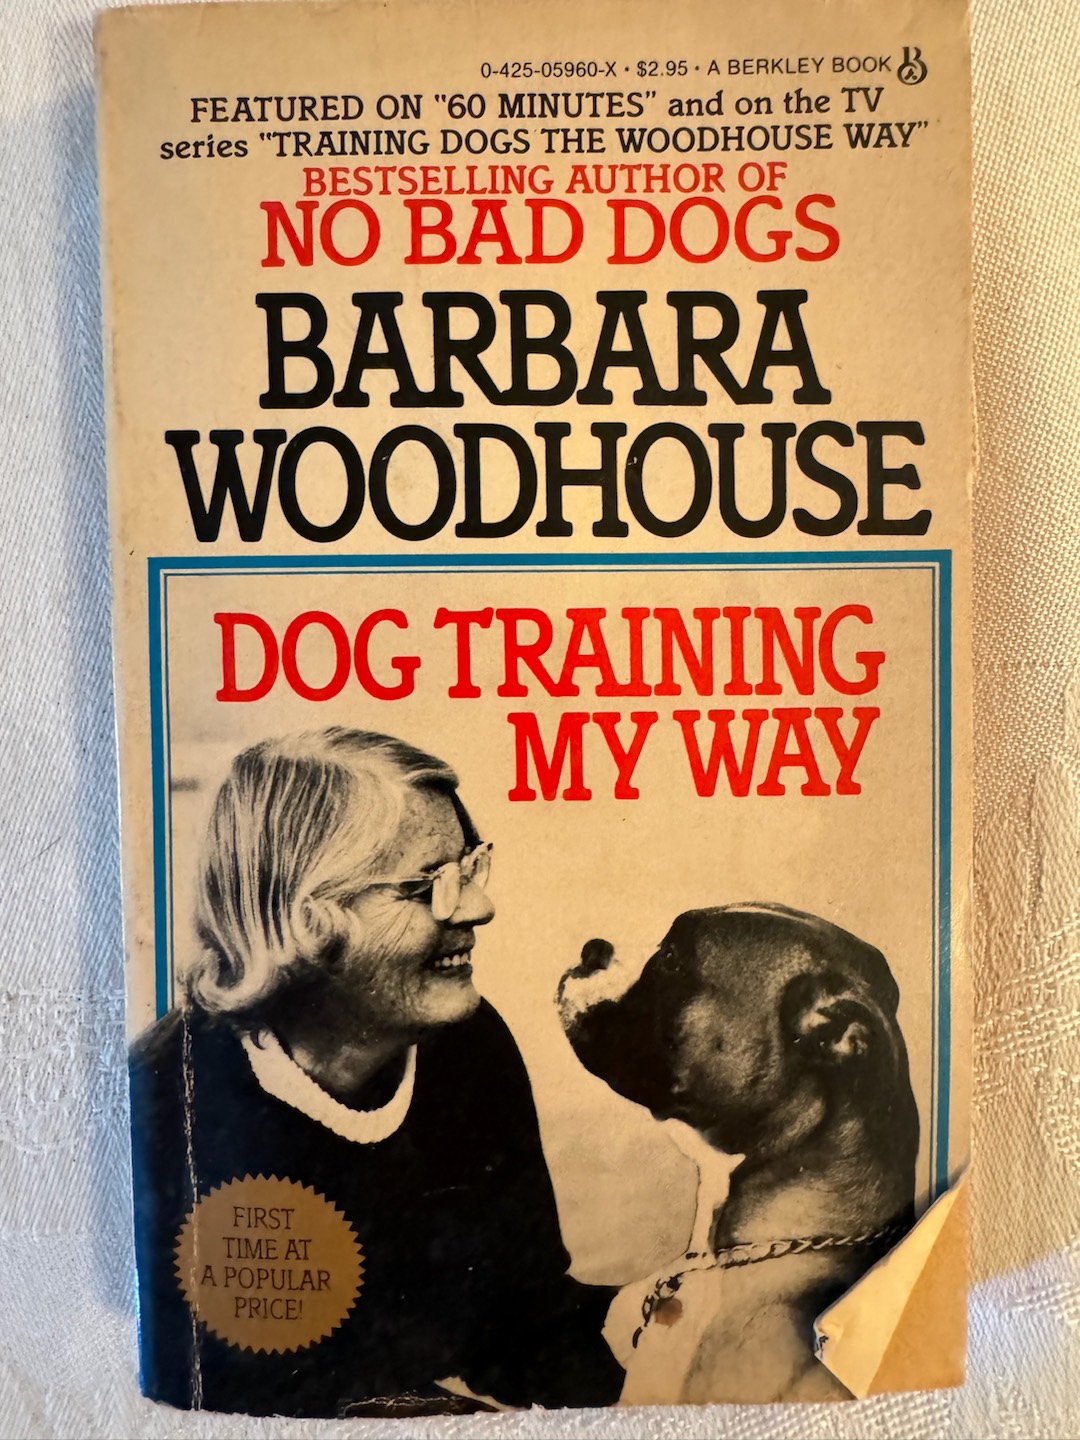 0-425-05960-X • $2.95 • A BERKLEY BOOK
FEATURED ON "60 MINUTES" and on the TV
series "TRAINING DOGS THE WOODHOUSE WAY"
BESTSELLING AUTHOR OF
NO BAD DOGS
BARBARA
WOODHOUSE
DOG TRAINING
MY WAY
FIRST
TIME AT
A POPULAR
PRICE!